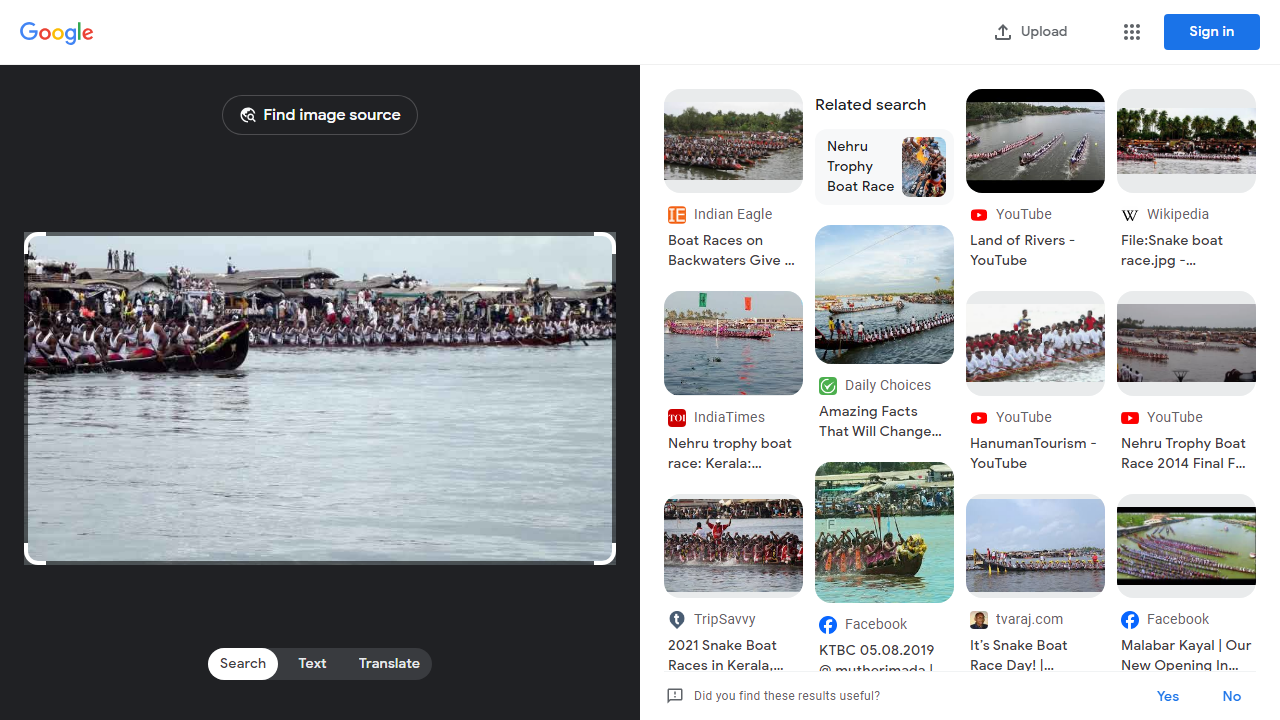 Google
Upload
Sign in
Find image source
Search
Text
Translate
Indian Eagle
Boat Races on
Backwaters Give ...
IndiaTimes
Nehru trophy boat
race: Kerala:...
TripSavvy
2021 Snake Boat
Races in Kerala,...
Related search
Nehru
Trophy
Boat Race
Daily Choices
Amazing Facts
That Will Change...
Facebook
KTBC 05.08.2019
@ mutherimada |
YouTube
Land of Rivers -
YouTube
YouTube
HanumanTourism -
YouTube
tvaraj.com
It's Snake Boat
Race Day! |...
Wikipedia
File:Snake boat
race.jpg -...
YouTube
Nehru Trophy Boat
Race 2014 Final F...
Facebook
Malabar Kayal | Our
New Opening In...
Did you find these results useful?
Yes
No